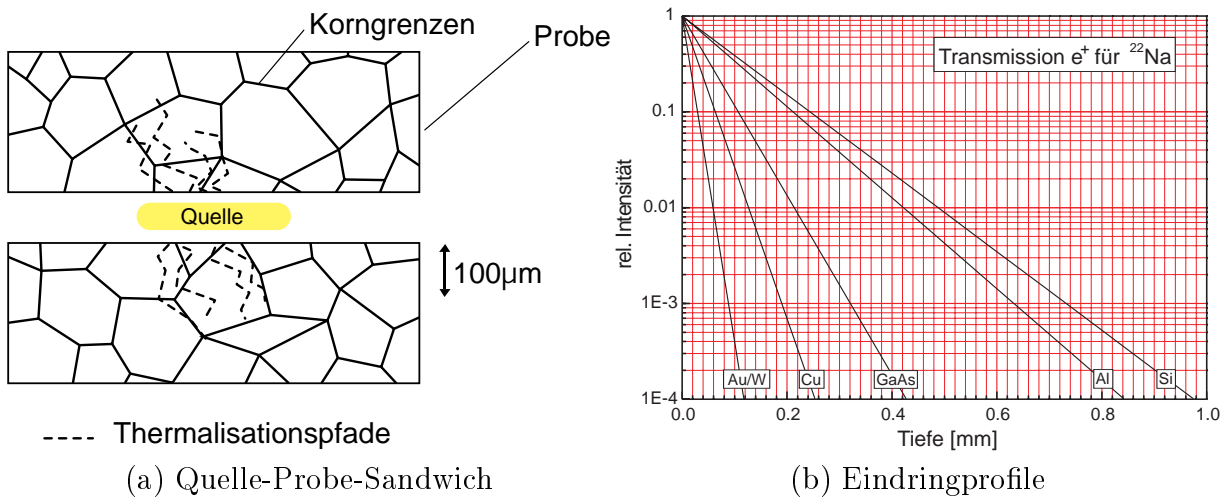 Korngrenzen
Probe
Quelle
100µm
Thermalisationspfade
(a) Quelle-Probe-Sandwich
Transmission e⁺ für ²²Na
rel. Intensität
1
0.1
0.01
1E-3
1E-4
Au/W
Cu
GaAs
Al
Si
0.0
0.2
0.4
0.6
0.8
1.0
Tiefe [mm]
(b) Eindringprofile